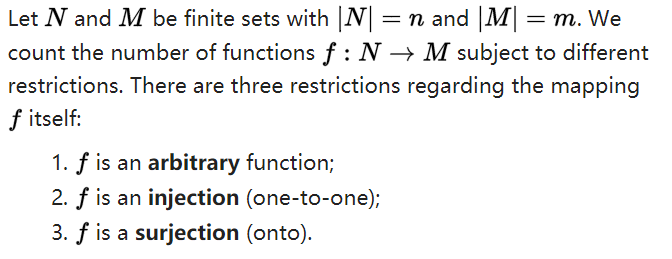 Let N and M be finite sets with |N| = n and |M| = m. We
count the number of functions f : N → M subject to different
restrictions. There are three restrictions regarding the mapping
f itself:
1. f is an arbitrary function;
2. f is an injection (one-to-one);
3. f is a surjection (onto).